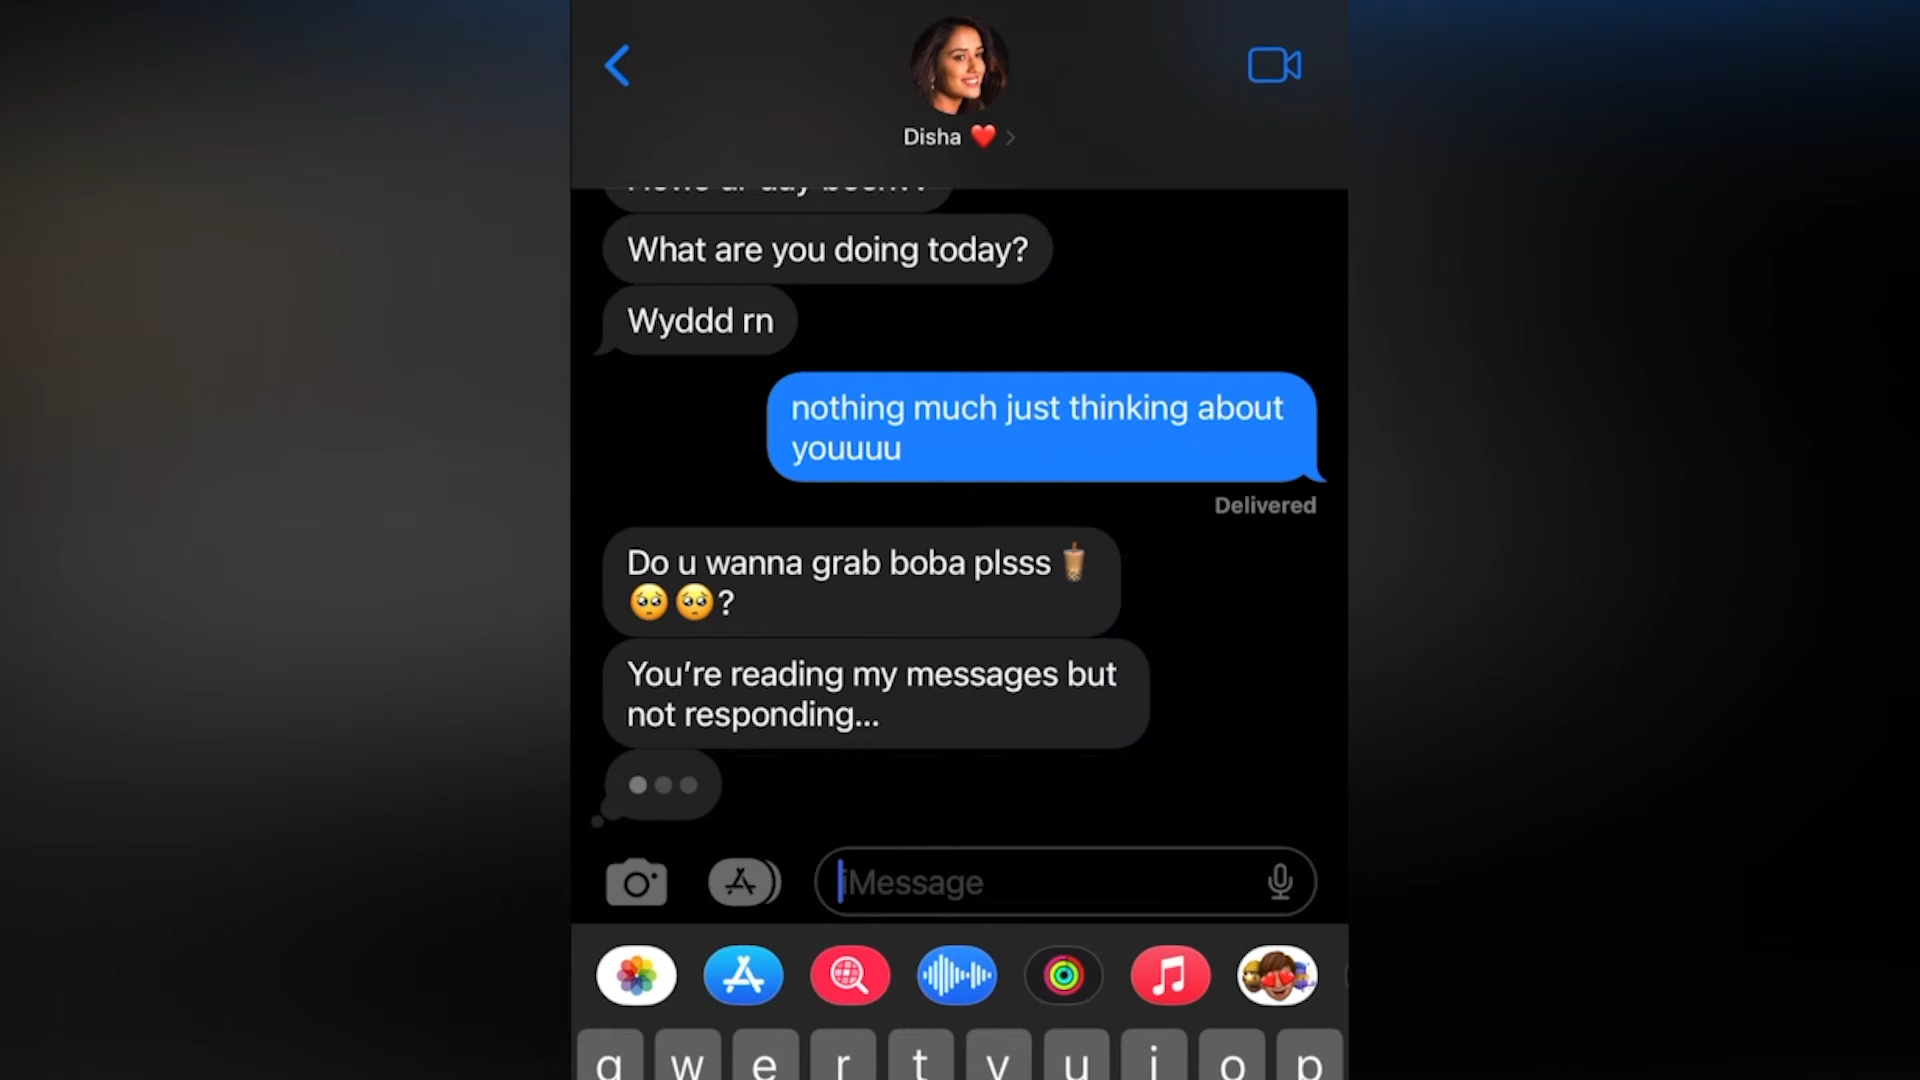 Disha ❤️
What are you doing today?
Wyddd rn
nothing much just thinking about
youuuu
Delivered
Do u wanna grab boba plsss🧋
🥺🥺?
You’re reading my messages but
not responding...
iMessage
q w e r t y u i o p